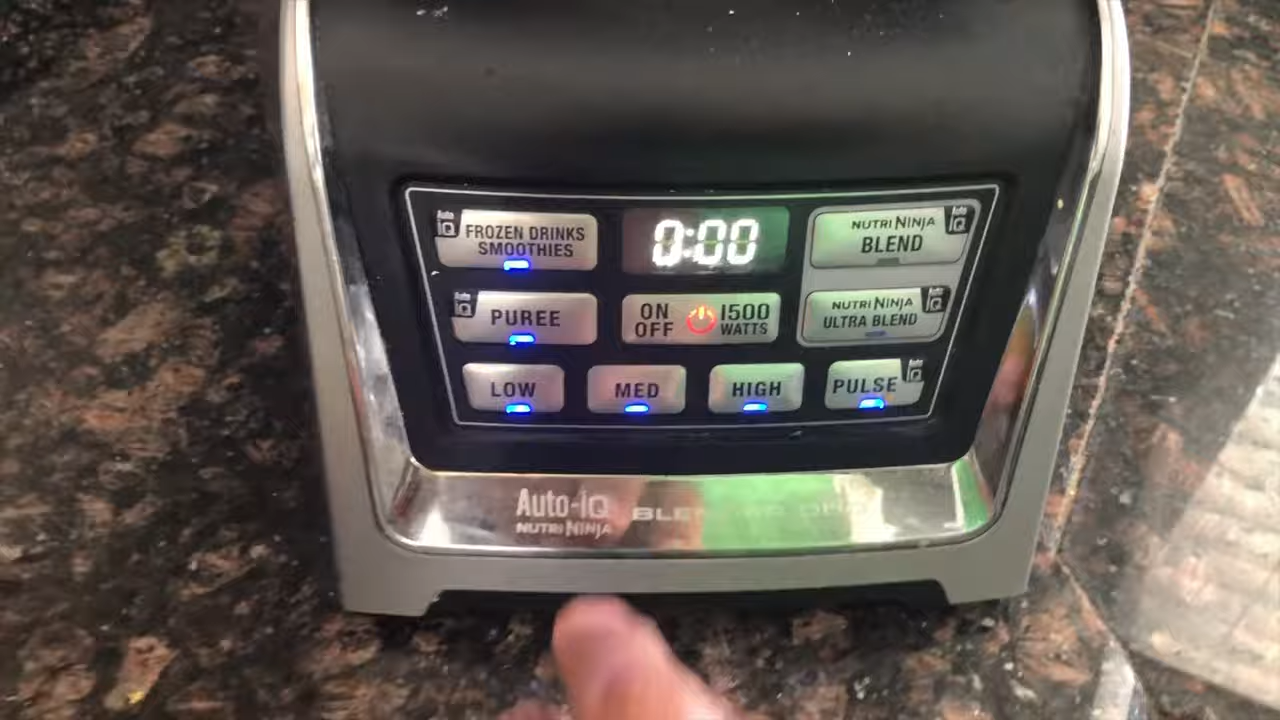 Auto
iQ
FROZEN DRINKS
SMOOTHIES
0:00
NUTRI NINJA
BLEND
Auto
iQ
Auto
iQ
PUREE
ON
OFF
1500
WATTS
NUTRI NINJA
ULTRA BLEND
Auto
iQ
LOW
MED
HIGH
PULSE
Auto
iQ
Auto-iQ
NUTRI NINJA